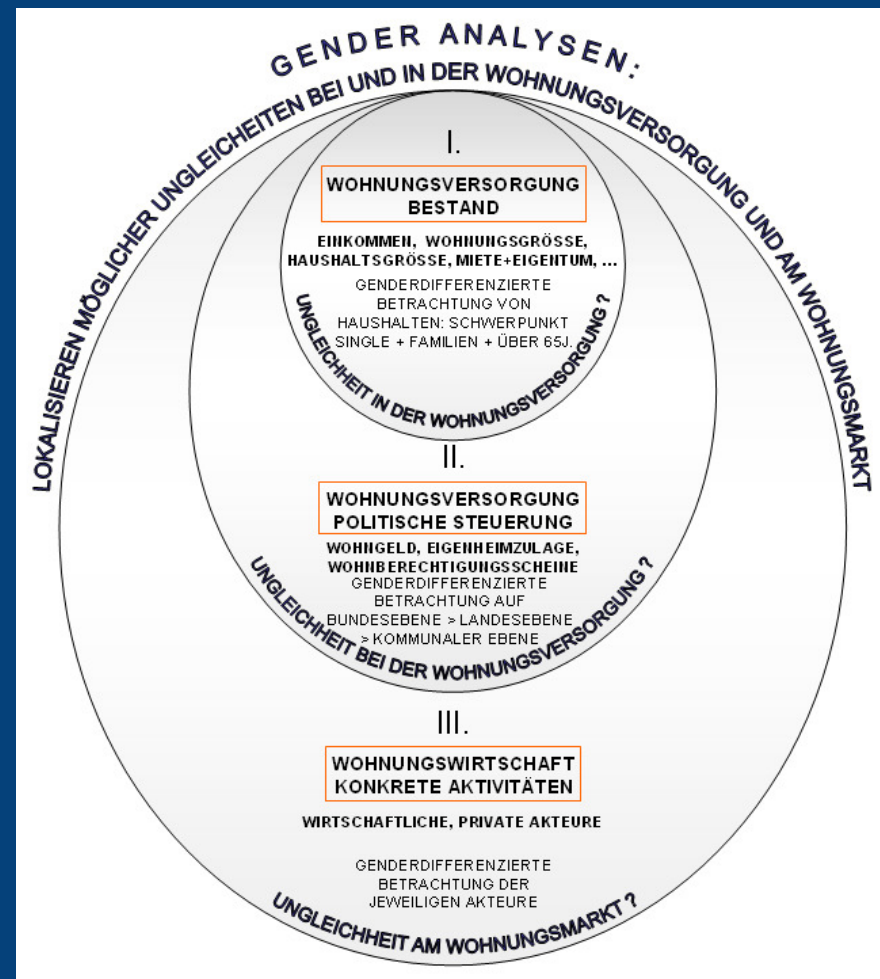 GENDER ANALYSEN:
LOKALISIEREN MÖGLICHER UNGLEICHEITEN BEI UND IN DER WOHNUNGSVERSORGUNG UND AM WOHNUNGSMARKT
I.
WOHNUNGSVERSORGUNG
BESTAND
EINKOMMEN, WOHNUNGSGRÖSSE,
HAUSHALTSGRÖSSE, MIETE+EIGENTUM, ...
GENDERDIFFERENZIERTE
BETRACHTUNG VON
HAUSHALTEN: SCHWERPUNKT
SINGLE + FAMILIEN + ÜBER 65J.
UNGLEICHHEIT IN DER WOHNUNGSVERSORGUNG?
II.
WOHNUNGSVERSORGUNG
POLITISCHE STEUERUNG
WOHNGELD, EIGENHEIMZULAGE,
WOHNBERECHTIGUNGSSCHEINE
GENDERDIFFERENZIERTE
BETRACHTUNG AUF
BUNDESEBENE > LANDESEBENE
> KOMMUNALER EBENE
UNGLEICHHEIT BEI DER WOHNUNGSVERSORGUNG?
III.
WOHNUNGSWIRTSCHAFT
KONKRETE AKTIVITÄTEN
WIRTSCHAFTLICHE, PRIVATE AKTEURE
GENDERDIFFERENZIERTE
BETRACHTUNG DER
JEWEILIGEN AKTEURE
UNGLEICHHEIT AM WOHNUNGSMARKT?